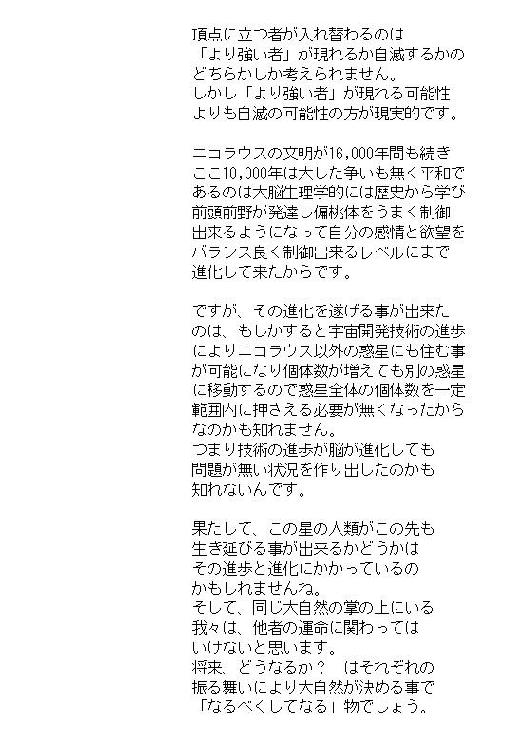 頂点に立つ者が入れ替わるのは
「より強い者」が現れるか自滅するかの
どちらかしか考えられません。
しかし「より強い者」が現れる可能性
よりも自滅の可能性の方が現実的です。
ニコラウスの文明が16,000年間も続き
ここ10,000年は大した争いも無く平和で
あるのは大脳生理学的には歴史から学び
前頭前野が発達し偏桃体をうまく制御
出来るようになって自分の感情と欲望を
バランス良く制御出来るレベルにまで
進化して来たからです。
ですが、その進化を遂げる事が出来た
のは、もしかすると宇宙開発技術の進歩
によりニコラウス以外の惑星にも住む事
が可能になり個体数が増えても別の惑星
に移動するので惑星全体の個体数を一定
範囲内に押さえる必要が無くなったから
なのかも知れません。
つまり技術の進歩が脳が進化しても
問題が無い状況を作り出したのかも
知れないんです。
果たして、この星の人類がこの先も
生き延びる事が出来るかどうかは
その進歩と進化にかかっているの
かもしれませんね。
そして、同じ大自然の掌の上にいる
我々は、他者の運命に関わっては
いけないと思います。
将来、どうなるか？　はそれぞれの
振る舞いにより大自然が決める事で
「なるべくしてなる」物でしょう。